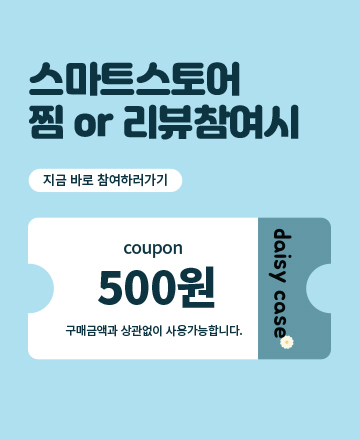 스마트스토어
찜 or 리뷰참여시
지금 바로 참여하러가기
coupon
500원
구매금액과 상관없이 사용가능합니다.
daisy case